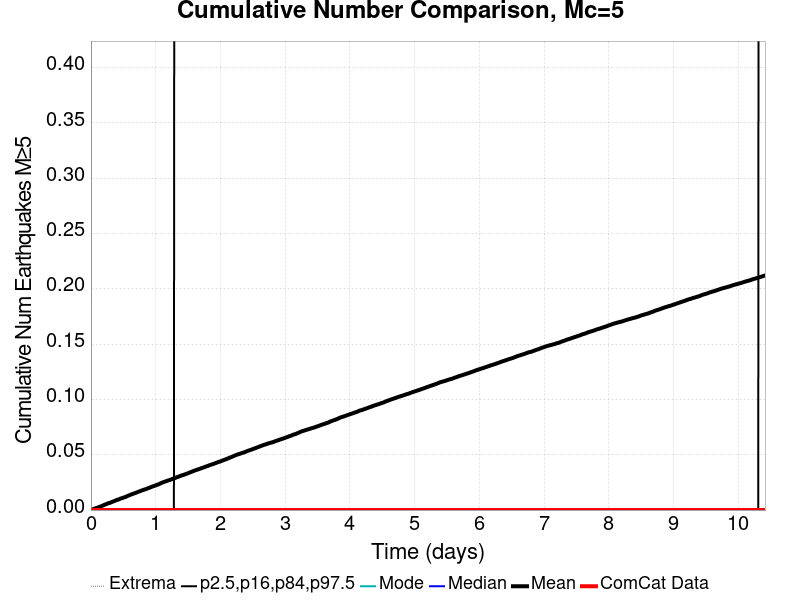 Cumulative Number Comparison, Mc=5
Cumulative Num Earthquakes M≥5
0.40
0.35
0.30
0.25
0.20
0.15
0.10
0.05
0.00
0 1 2 3 4 5 6 7 8 9 10
Time (days)
Extrema p2.5,p16,p84,p97.5 Mode Median Mean ComCat Data